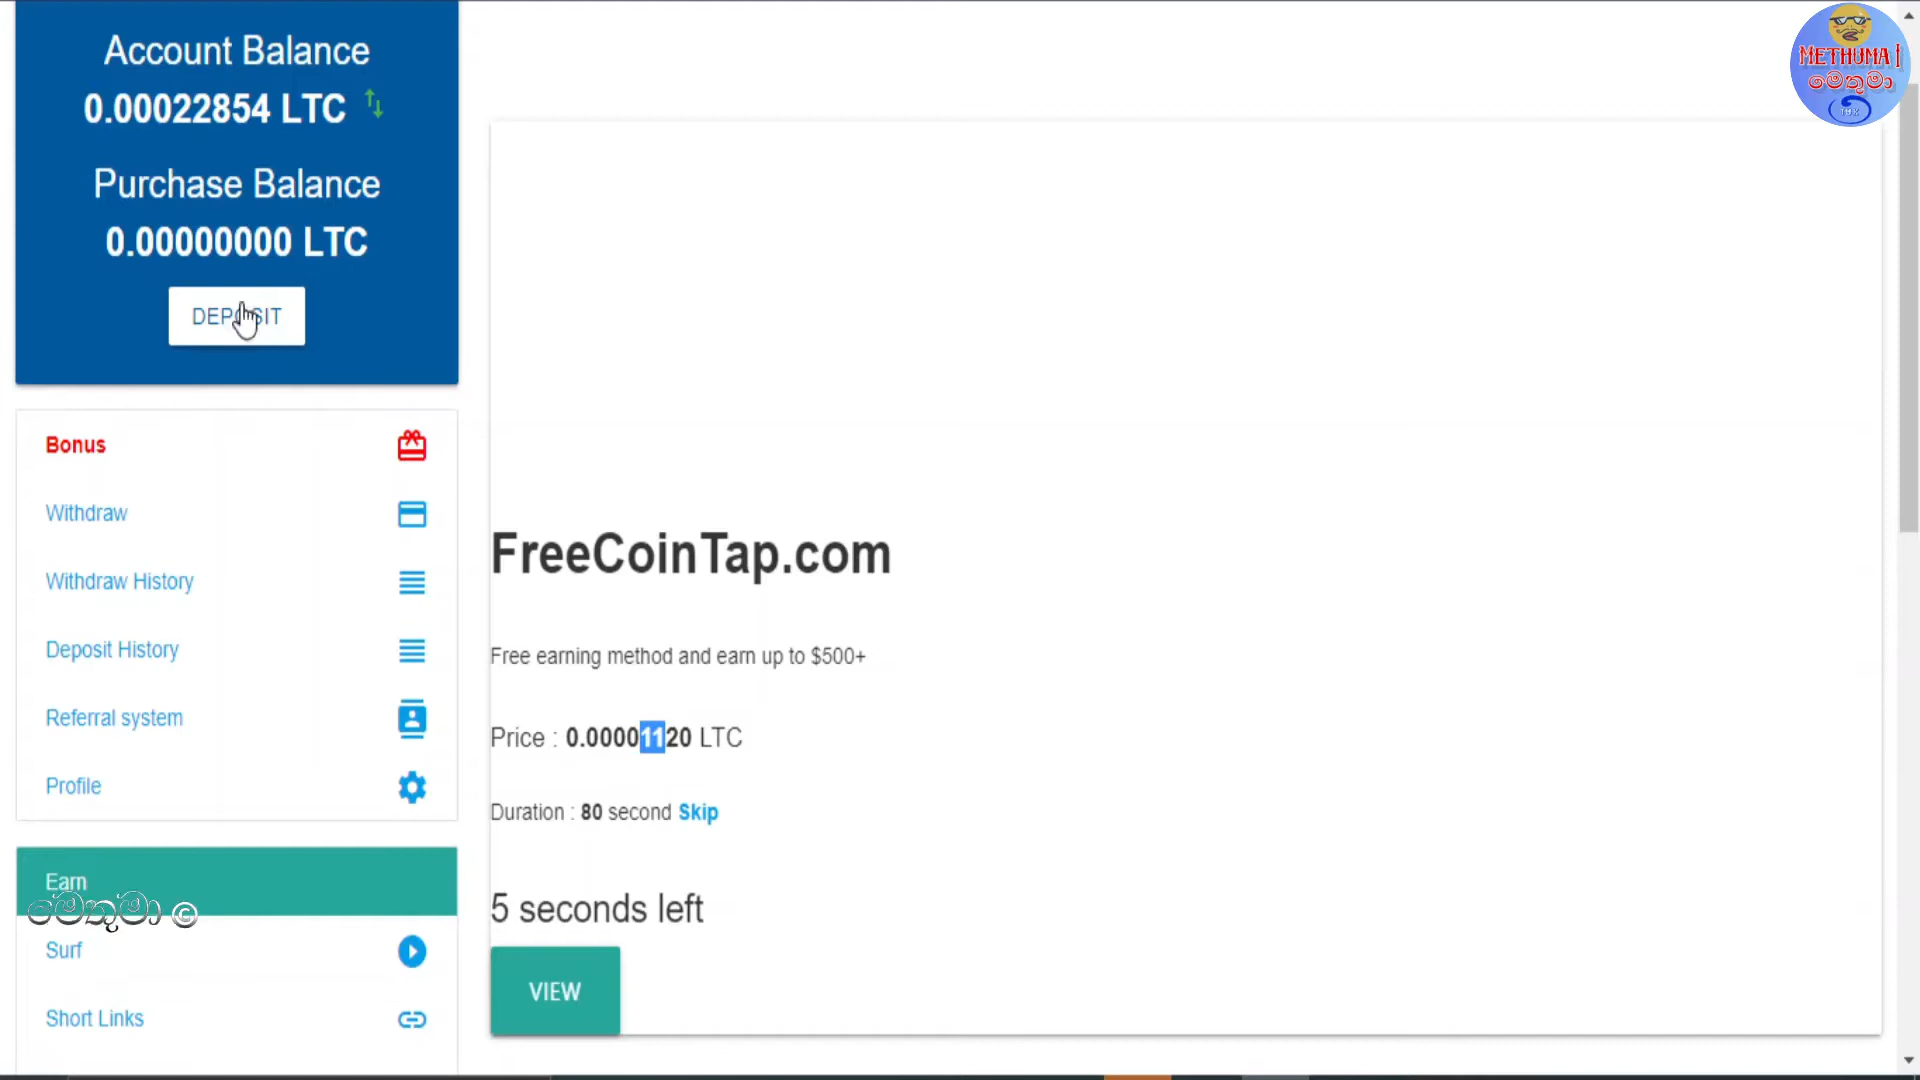 Account Balance
0.00022854 LTC
Purchase Balance
0.00000000 LTC
DEPOSIT
Bonus
Withdraw
Withdraw History
Deposit History
Referral system
Profile
Earn
මේතුමා ©
Surf
Short Links
METHUMA |
මේතුමා
FreeCoinTap.com
Free earning method and earn up to $500+
Price : 0.00001120 LTC
Duration : 80 second Skip
5 seconds left
VIEW